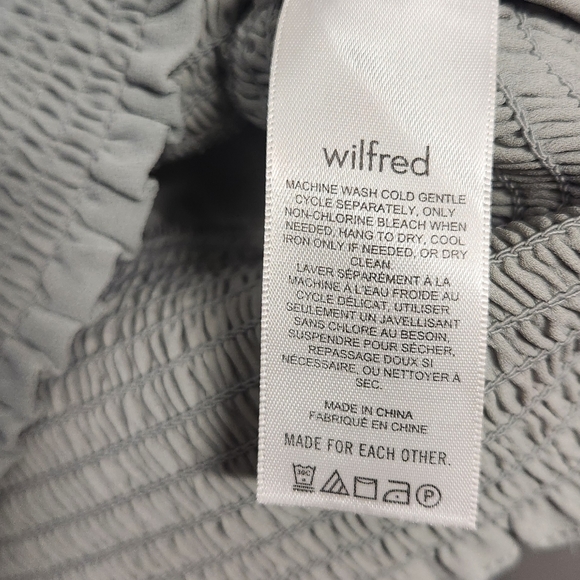 wilfred
MACHINE WASH COLD GENTLE
CYCLE SEPARATELY, ONLY
NON-CHLORINE BLEACH WHEN
NEEDED, HANG TO DRY, COOL
IRON ONLY IF NEEDED, OR DRY
CLEAN.
LAVER SÉPARÉMENT À LA
MACHINE À L'EAU FROIDE AU
CYCLE DÉLICAT, UTILISER
SEULEMENT UN JAVELLISANT
SANS CHLORE AU BESOIN,
SUSPENDRE POUR SÉCHER,
REPASSAGE DOUX SI
NÉCESSAIRE, OU NETTOYER À
SEC.
MADE IN CHINA
FABRIQUÉ EN CHINE
MADE FOR EACH OTHER.
30C P